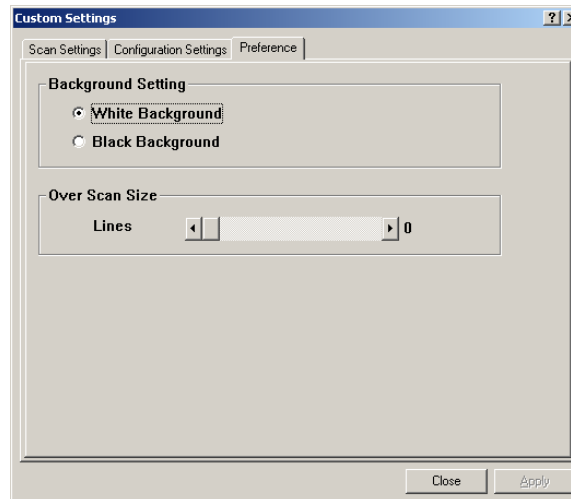 Custom Settings
Scan Settings Configuration Settings Preference
Background Setting
White Background
Black Background
Over Scan Size
Lines 0
Close Apply